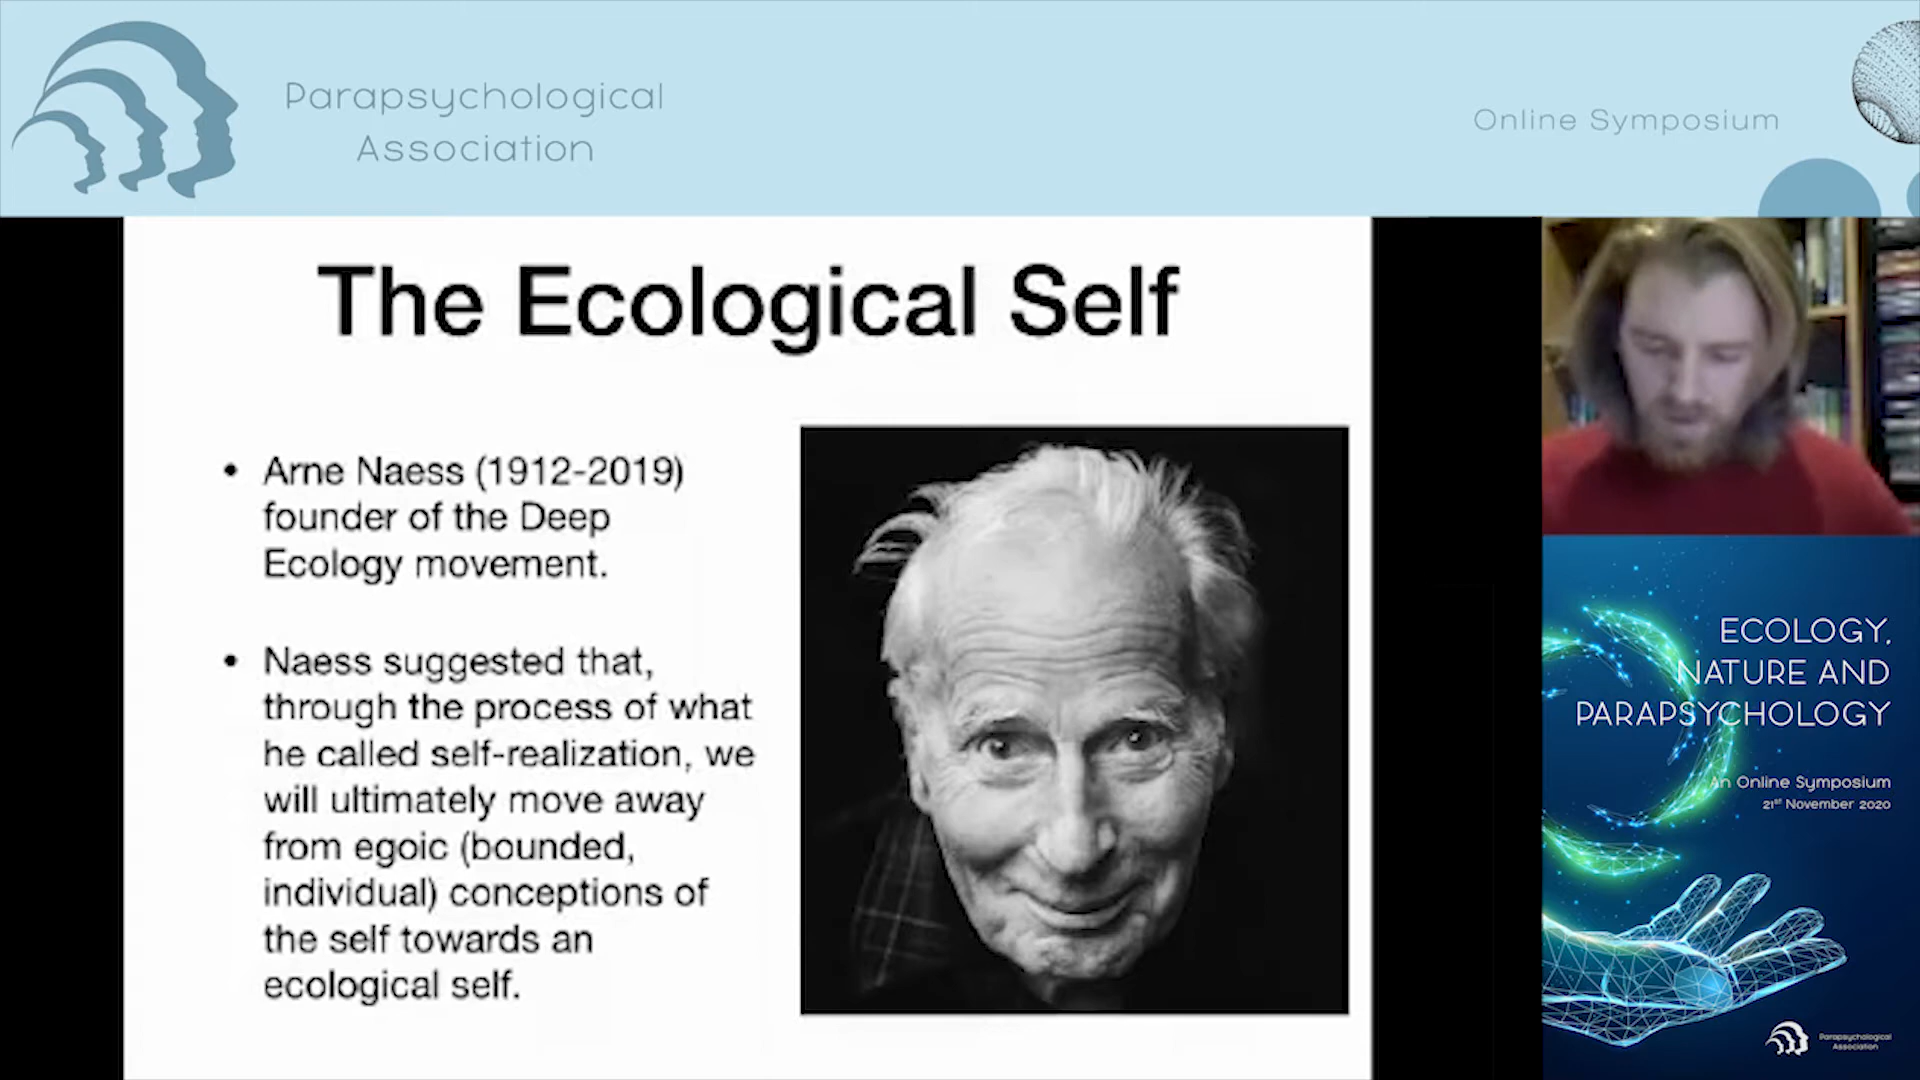 Parapsychological
Association
Online Symposium
The Ecological Self
• Arne Naess (1912-2019)
founder of the Deep
Ecology movement.
• Naess suggested that,
through the process of what
he called self-realization, we
will ultimately move away
from egoic (bounded,
individual) conceptions of
the self towards an
ecological self.
ECOLOGY,
NATURE AND
PARAPSYCHOLOGY
An Online Symposium
21st November 2020
Parapsychological
Association